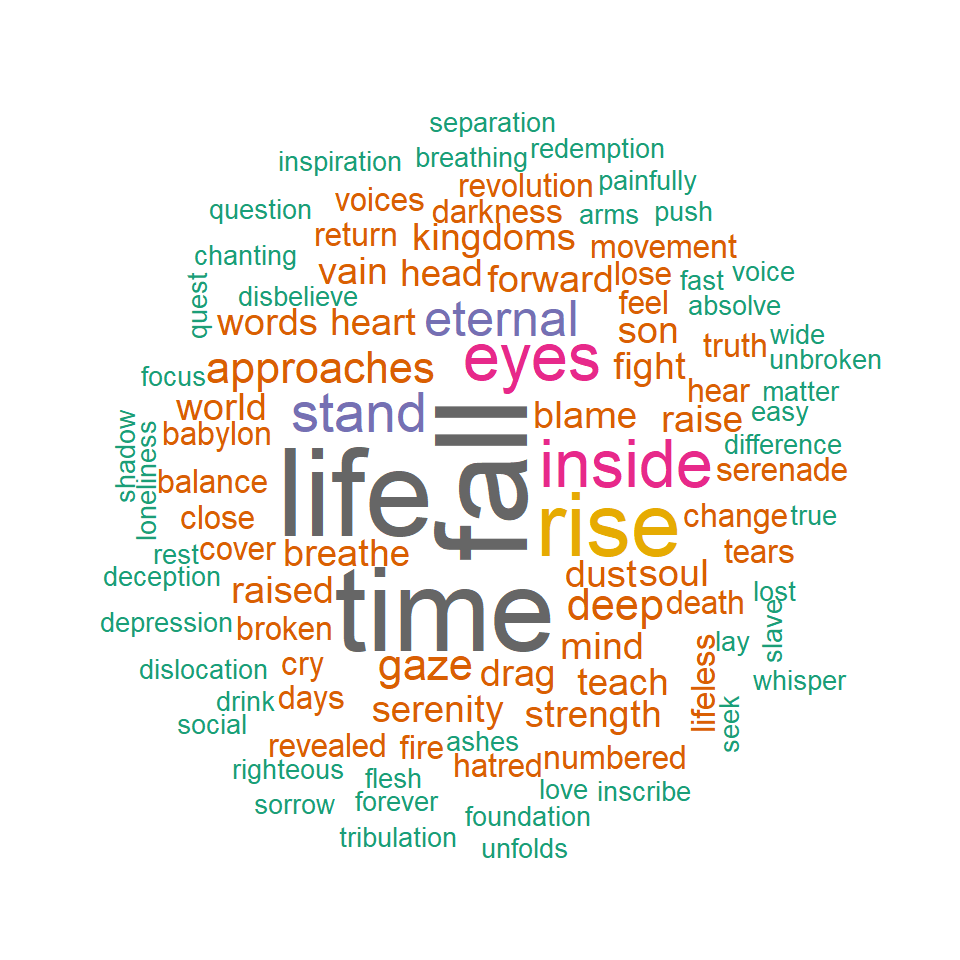 separation
inspiration breathing redemption
voices revolution painfully
question darkness arms push
return kingdoms movement
chanting vain head forward lose fast voice
quest disbelieve feel absolve
words heart eternal son wide
approaches eyes fight truth unbroken
focus hear matter
world stand fall blame raise easy
shadow loneliness babylon difference
balance life inside serenade
close rise change true
rest cover breathe tears
deception raised time dust soul
depression broken deep death lost slave
dislocation cry gaze drag mind lifeless lay
drink days teach whisper
social serenity strength seek
revealed fire ashes
righteous flesh hatred numbered
sorrow forever love inscribe
tribulation foundation
unfolds